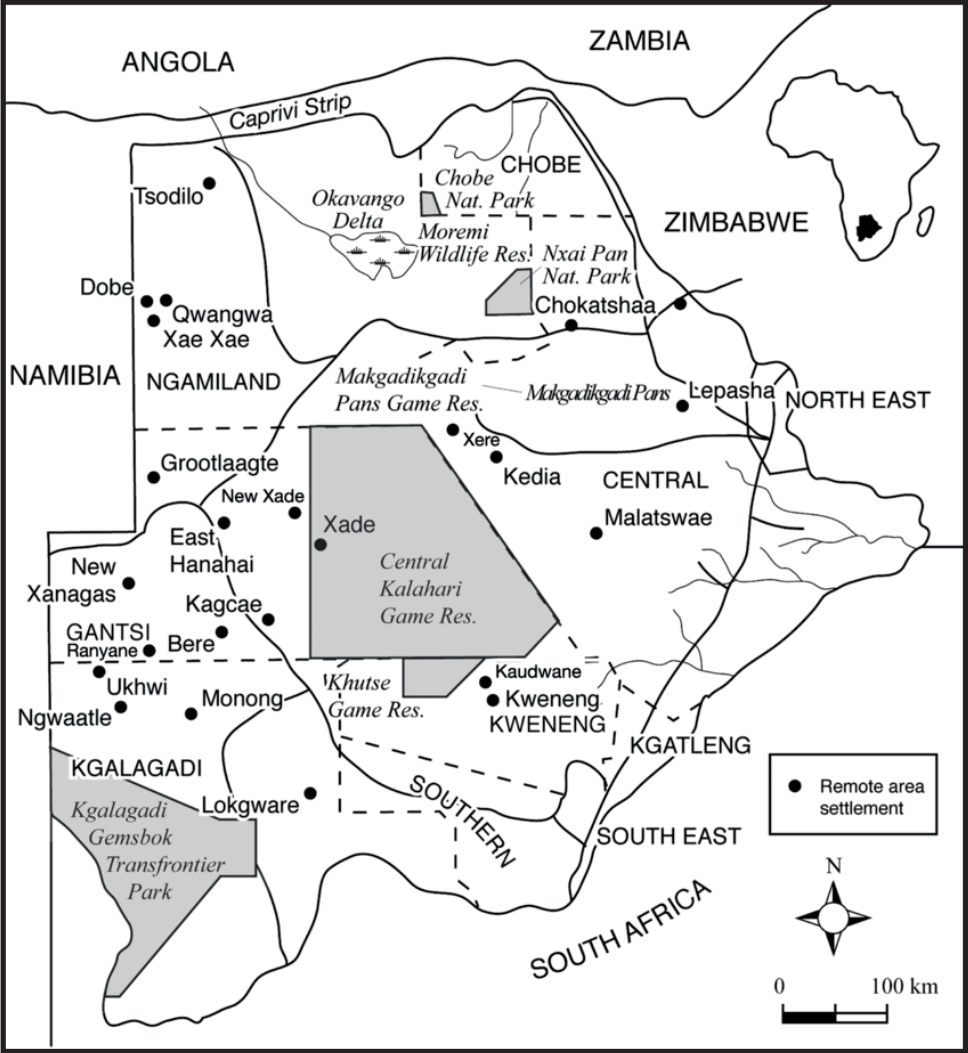 ANGOLA
ZAMBIA
Caprivi Strip
CHOBE
Chobe
Nat. Park
Tsodilo
Okavango
Delta
Moremi
Wildlife Res.
ZIMBABWE
Nxai Pan
Nat. Park
Dobe
Qwangwa
Xae Xae
Chokatshaa
NAMIBIA
NGAMILAND
Makgadikgadi
Pans Game Res.
Makgadikgadi Pans
Lepasha
NORTH EAST
Xere
Kedia
Grootlaagte
CENTRAL
New Xade
Xade
Malatswae
East
Hanahai
Central
Kalahari
Game Res.
New
Xanagas
Kagcae
GANTSI
Ranyane
Bere
Ukhwi
Khutse
Game Res.
Kaudwane
Kweneng
KWENENG
Ngwaatle
Monong
KGATLENG
KGALAGADI
Lokgware
SOUTHERN
Kgalagadi
Gemsbok
Transfrontier
Park
SOUTH EAST
SOUTH AFRICA
Remote area
settlement
N
0 100 km